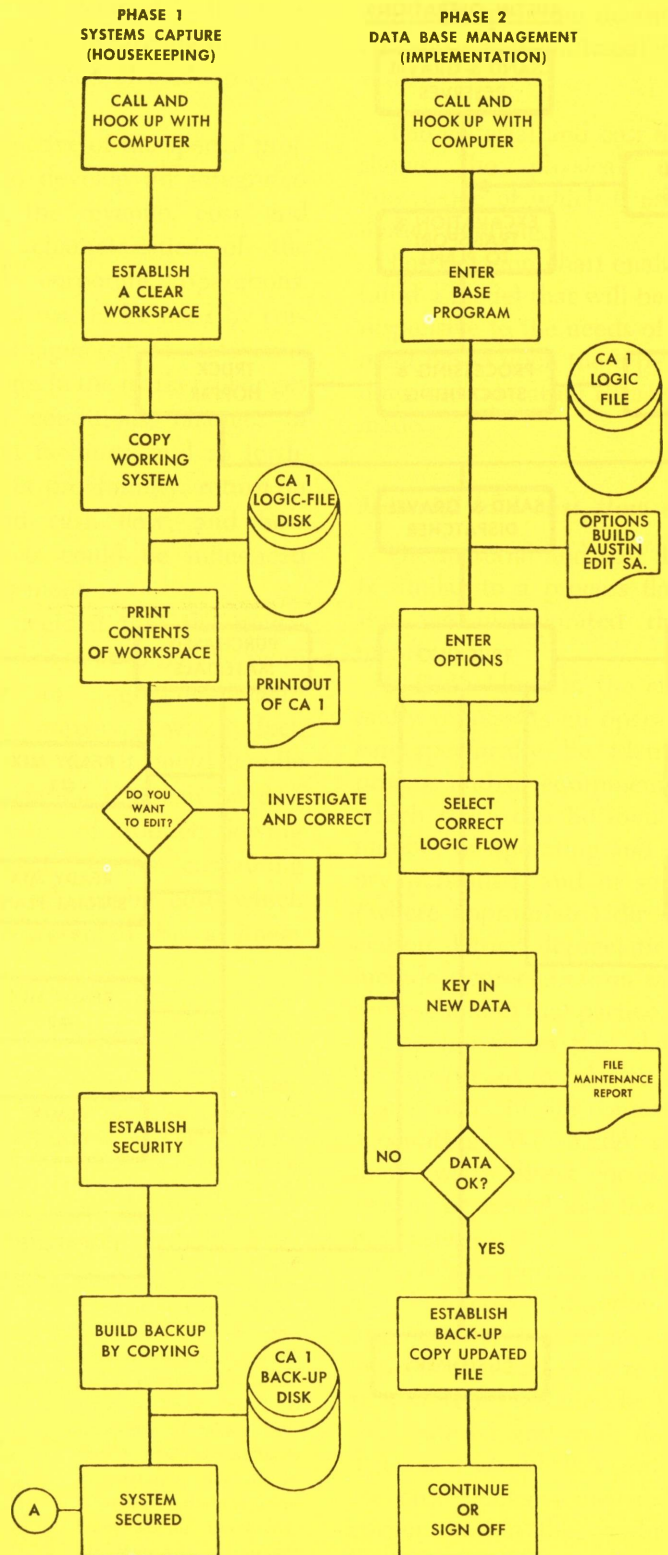 PHASE 1
SYSTEMS CAPTURE
(HOUSEKEEPING)
CALL AND
HOOK UP WITH
COMPUTER
ESTABLISH
A CLEAR
WORKSPACE
COPY
WORKING
SYSTEM
CA 1
LOGIC-FILE
DISK
PRINT
CONTENTS
OF WORKSPACE
PRINTOUT
OF CA 1
DO YOU
WANT
TO EDIT?
INVESTIGATE
AND CORRECT
ESTABLISH
SECURITY
BUILD BACKUP
BY COPYING
CA 1
BACK-UP
DISK
A
SYSTEM
SECURED
PHASE 2
DATA BASE MANAGEMENT
(IMPLEMENTATION)
CALL AND
HOOK UP WITH
COMPUTER
ENTER
BASE
PROGRAM
CA 1
LOGIC
FILE
OPTIONS
BUILD
AUSTIN
EDIT SA.
ENTER
OPTIONS
SELECT
CORRECT
LOGIC FLOW
KEY IN
NEW DATA
FILE
MAINTENANCE
REPORT
NO
DATA
OK?
YES
ESTABLISH
BACK-UP
COPY UPDATED
FILE
CONTINUE
OR
SIGN OFF